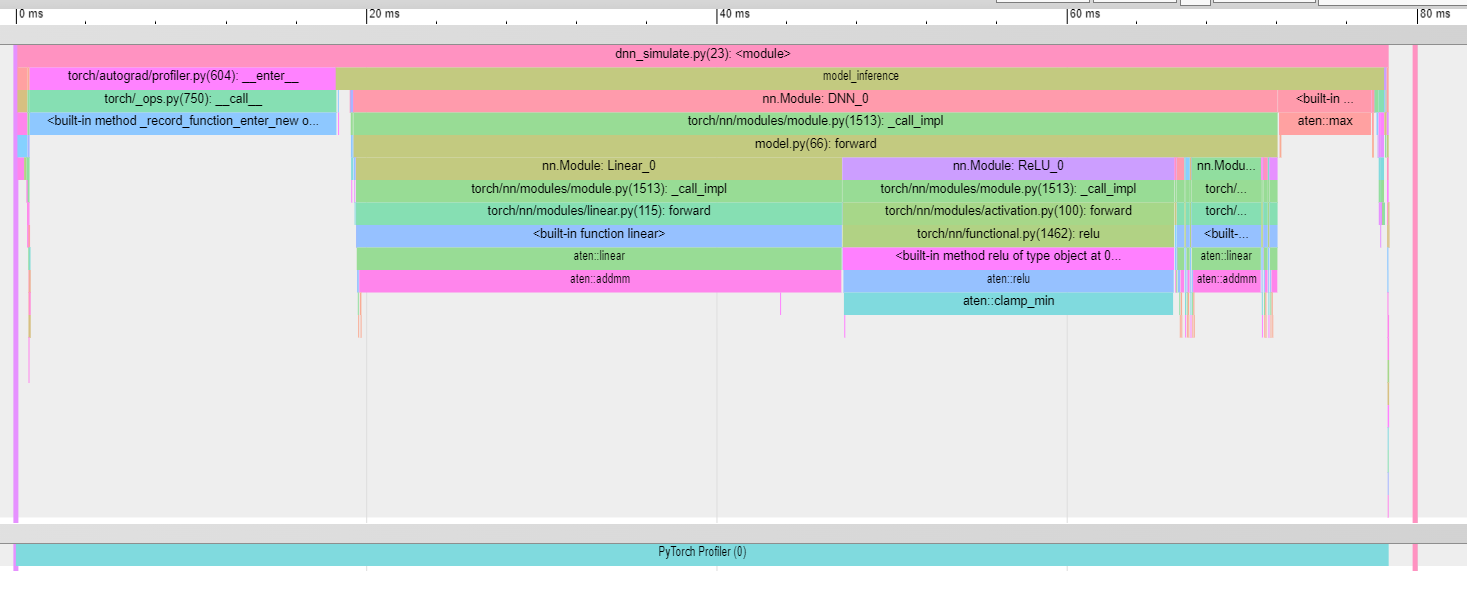 0 ms 20 ms 40 ms 60 ms 80 ms
dnn_simulate.py(23): <module>
torch/autograd/profiler.py(604): __enter__ model_inference
torch/_ops.py(750): __call__ nn.Module: DNN_0 <built-in ...
<built-in method _record_function_enter_new o... torch/nn/modules/module.py(1513): _call_impl aten::max
model.py(66): forward
nn.Module: Linear_0 nn.Module: ReLU_0 nn.Modu...
torch/nn/modules/module.py(1513): _call_impl torch/nn/modules/module.py(1513): _call_impl torch/...
torch/nn/modules/linear.py(115): forward torch/nn/modules/activation.py(100): forward torch/...
<built-in function linear> torch/nn/functional.py(1462): relu <built-...
aten::linear <built-in method relu of type object at 0... aten::linear
aten::addmm aten::relu aten::addmm
aten::clamp_min
PyTorch Profiler (0)